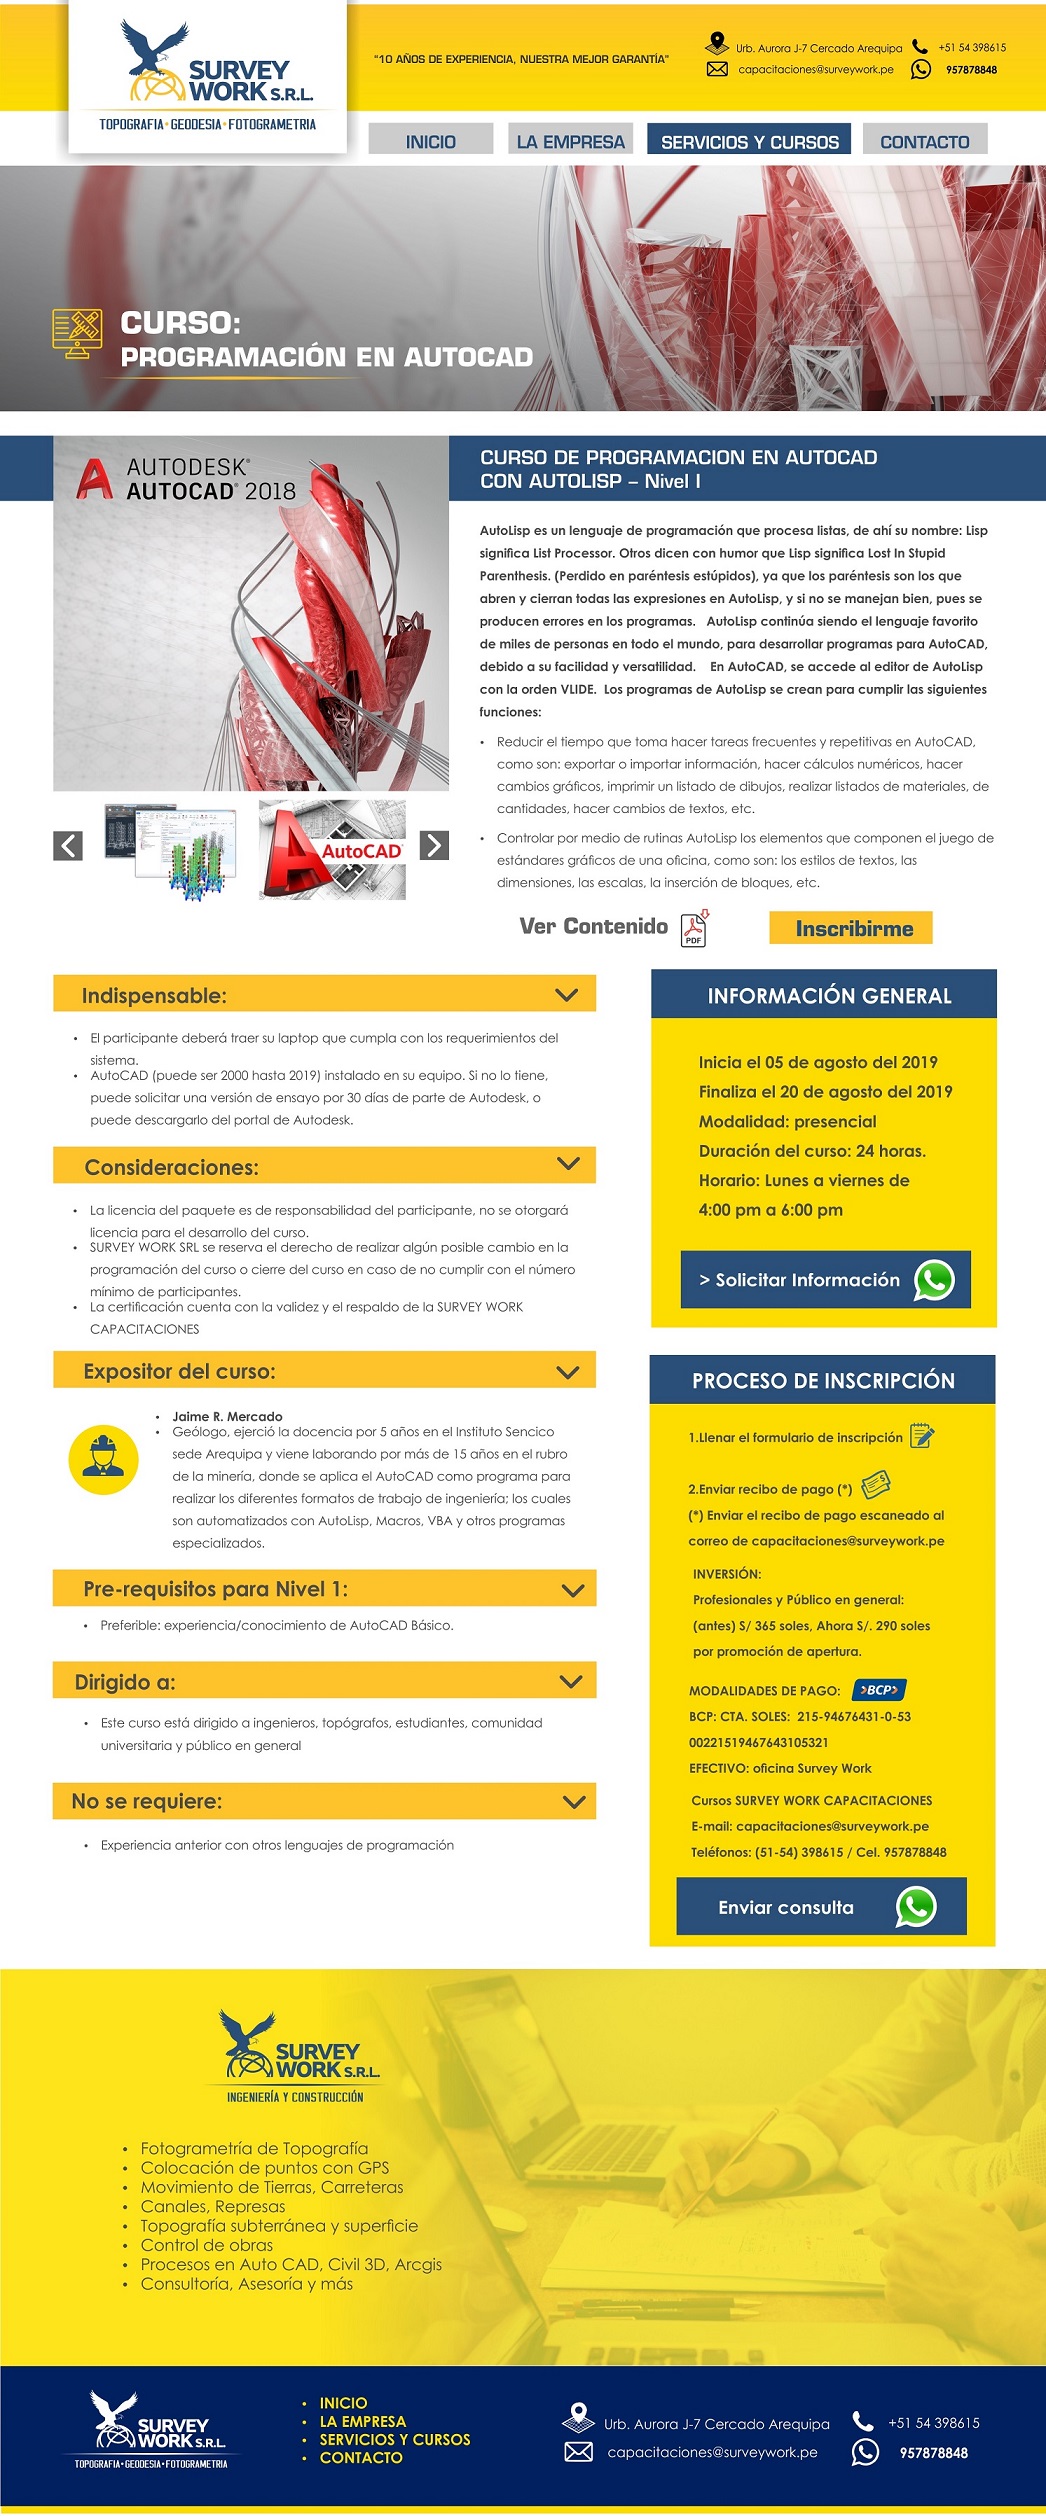 SURVEY
WORK S.R.L.
TOPOGRAFIA•GEODESIA•FOTOGRAMETRIA
"10 AÑOS DE EXPERIENCIA, NUESTRA MEJOR GARANTÍA"
Urb. Aurora J-7 Cercado Arequipa
+51 54 398615
capacitaciones@surveywork.pe
957878848
INICIO
LA EMPRESA
SERVICIOS Y CURSOS
CONTACTO
CURSO:
PROGRAMACIÓN EN AUTOCAD
AUTODESK®
AUTOCAD® 2018
AutoCAD
CURSO DE PROGRAMACION EN AUTOCAD
CON AUTOLISP – Nivel I
AutoLisp es un lenguaje de programación que procesa listas, de ahí su nombre: Lisp
significa List Processor. Otros dicen con humor que Lisp significa Lost In Stupid
Parenthesis. (Perdido en paréntesis estúpidos), ya que los paréntesis son los que
abren y cierran todas las expresiones en AutoLisp, y si no se manejan bien, pues se
producen errores en los programas. AutoLisp continúa siendo el lenguaje favorito
de miles de personas en todo el mundo, para desarrollar programas para AutoCAD,
debido a su facilidad y versatilidad. En AutoCAD, se accede al editor de AutoLisp
con la orden VLIDE. Los programas de AutoLisp se crean para cumplir las siguientes
funciones:
• Reducir el tiempo que toma hacer tareas frecuentes y repetitivas en AutoCAD,
como son: exportar o importar información, hacer cálculos numéricos, hacer
cambios gráficos, imprimir un listado de dibujos, realizar listados de materiales, de
cantidades, hacer cambios de textos, etc.
• Controlar por medio de rutinas AutoLisp los elementos que componen el juego de
estándares gráficos de una oficina, como son: los estilos de textos, las
dimensiones, las escalas, la inserción de bloques, etc.
Ver Contenido
PDF
Inscribirme
Indispensable:
• El participante deberá traer su laptop que cumpla con los requerimientos del
sistema.
• AutoCAD (puede ser 2000 hasta 2019) instalado en su equipo. Si no lo tiene,
puede solicitar una versión de ensayo por 30 días de parte de Autodesk, o
puede descargarlo del portal de Autodesk.
Consideraciones:
• La licencia del paquete es de responsabilidad del participante, no se otorgará
licencia para el desarrollo del curso.
• SURVEY WORK SRL se reserva el derecho de realizar algún posible cambio en la
programación del curso o cierre del curso en caso de no cumplir con el número
mínimo de participantes.
• La certificación cuenta con la validez y el respaldo de la SURVEY WORK
CAPACITACIONES
Expositor del curso:
• Jaime R. Mercado
• Geólogo, ejerció la docencia por 5 años en el Instituto Sencico
sede Arequipa y viene laborando por más de 15 años en el rubro
de la minería, donde se aplica el AutoCAD como programa para
realizar los diferentes formatos de trabajo de ingeniería; los cuales
son automatizados con AutoLisp, Macros, VBA y otros programas
especializados.
Pre-requisitos para Nivel 1:
• Preferible: experiencia/conocimiento de AutoCAD Básico.
Dirigido a:
• Este curso está dirigido a ingenieros, topógrafos, estudiantes, comunidad
universitaria y público en general
No se requiere:
• Experiencia anterior con otros lenguajes de programación
INFORMACIÓN GENERAL
Inicia el 05 de agosto del 2019
Finaliza el 20 de agosto del 2019
Modalidad: presencial
Duración del curso: 24 horas.
Horario: Lunes a viernes de
4:00 pm a 6:00 pm
> Solicitar Información
PROCESO DE INSCRIPCIÓN
1.Llenar el formulario de inscripción
2.Enviar recibo de pago (*)
(*) Enviar el recibo de pago escaneado al
correo de capacitaciones@surveywork.pe
INVERSIÓN:
Profesionales y Público en general:
(antes) S/ 365 soles, Ahora S/. 290 soles
por promoción de apertura.
MODALIDADES DE PAGO: >BCP>
BCP: CTA. SOLES: 215-94676431-0-53
00221519467643105321
EFECTIVO: oficina Survey Work
Cursos SURVEY WORK CAPACITACIONES
E-mail: capacitaciones@surveywork.pe
Teléfonos: (51-54) 398615 / Cel. 957878848
Enviar consulta
SURVEY
WORK S.R.L.
INGENIERÍA Y CONSTRUCCIÓN
• Fotogrametría de Topografía
• Colocación de puntos con GPS
• Movimiento de Tierras, Carreteras
• Canales, Represas
• Topografía subterránea y superficie
• Control de obras
• Procesos en Auto CAD, Civil 3D, Arcgis
• Consultoría, Asesoría y más
SURVEY
WORK S.R.L.
TOPOGRAFIA•GEODESIA•FOTOGRAMETRIA
• INICIO
• LA EMPRESA
• SERVICIOS Y CURSOS
• CONTACTO
Urb. Aurora J-7 Cercado Arequipa
+51 54 398615
capacitaciones@surveywork.pe
957878848